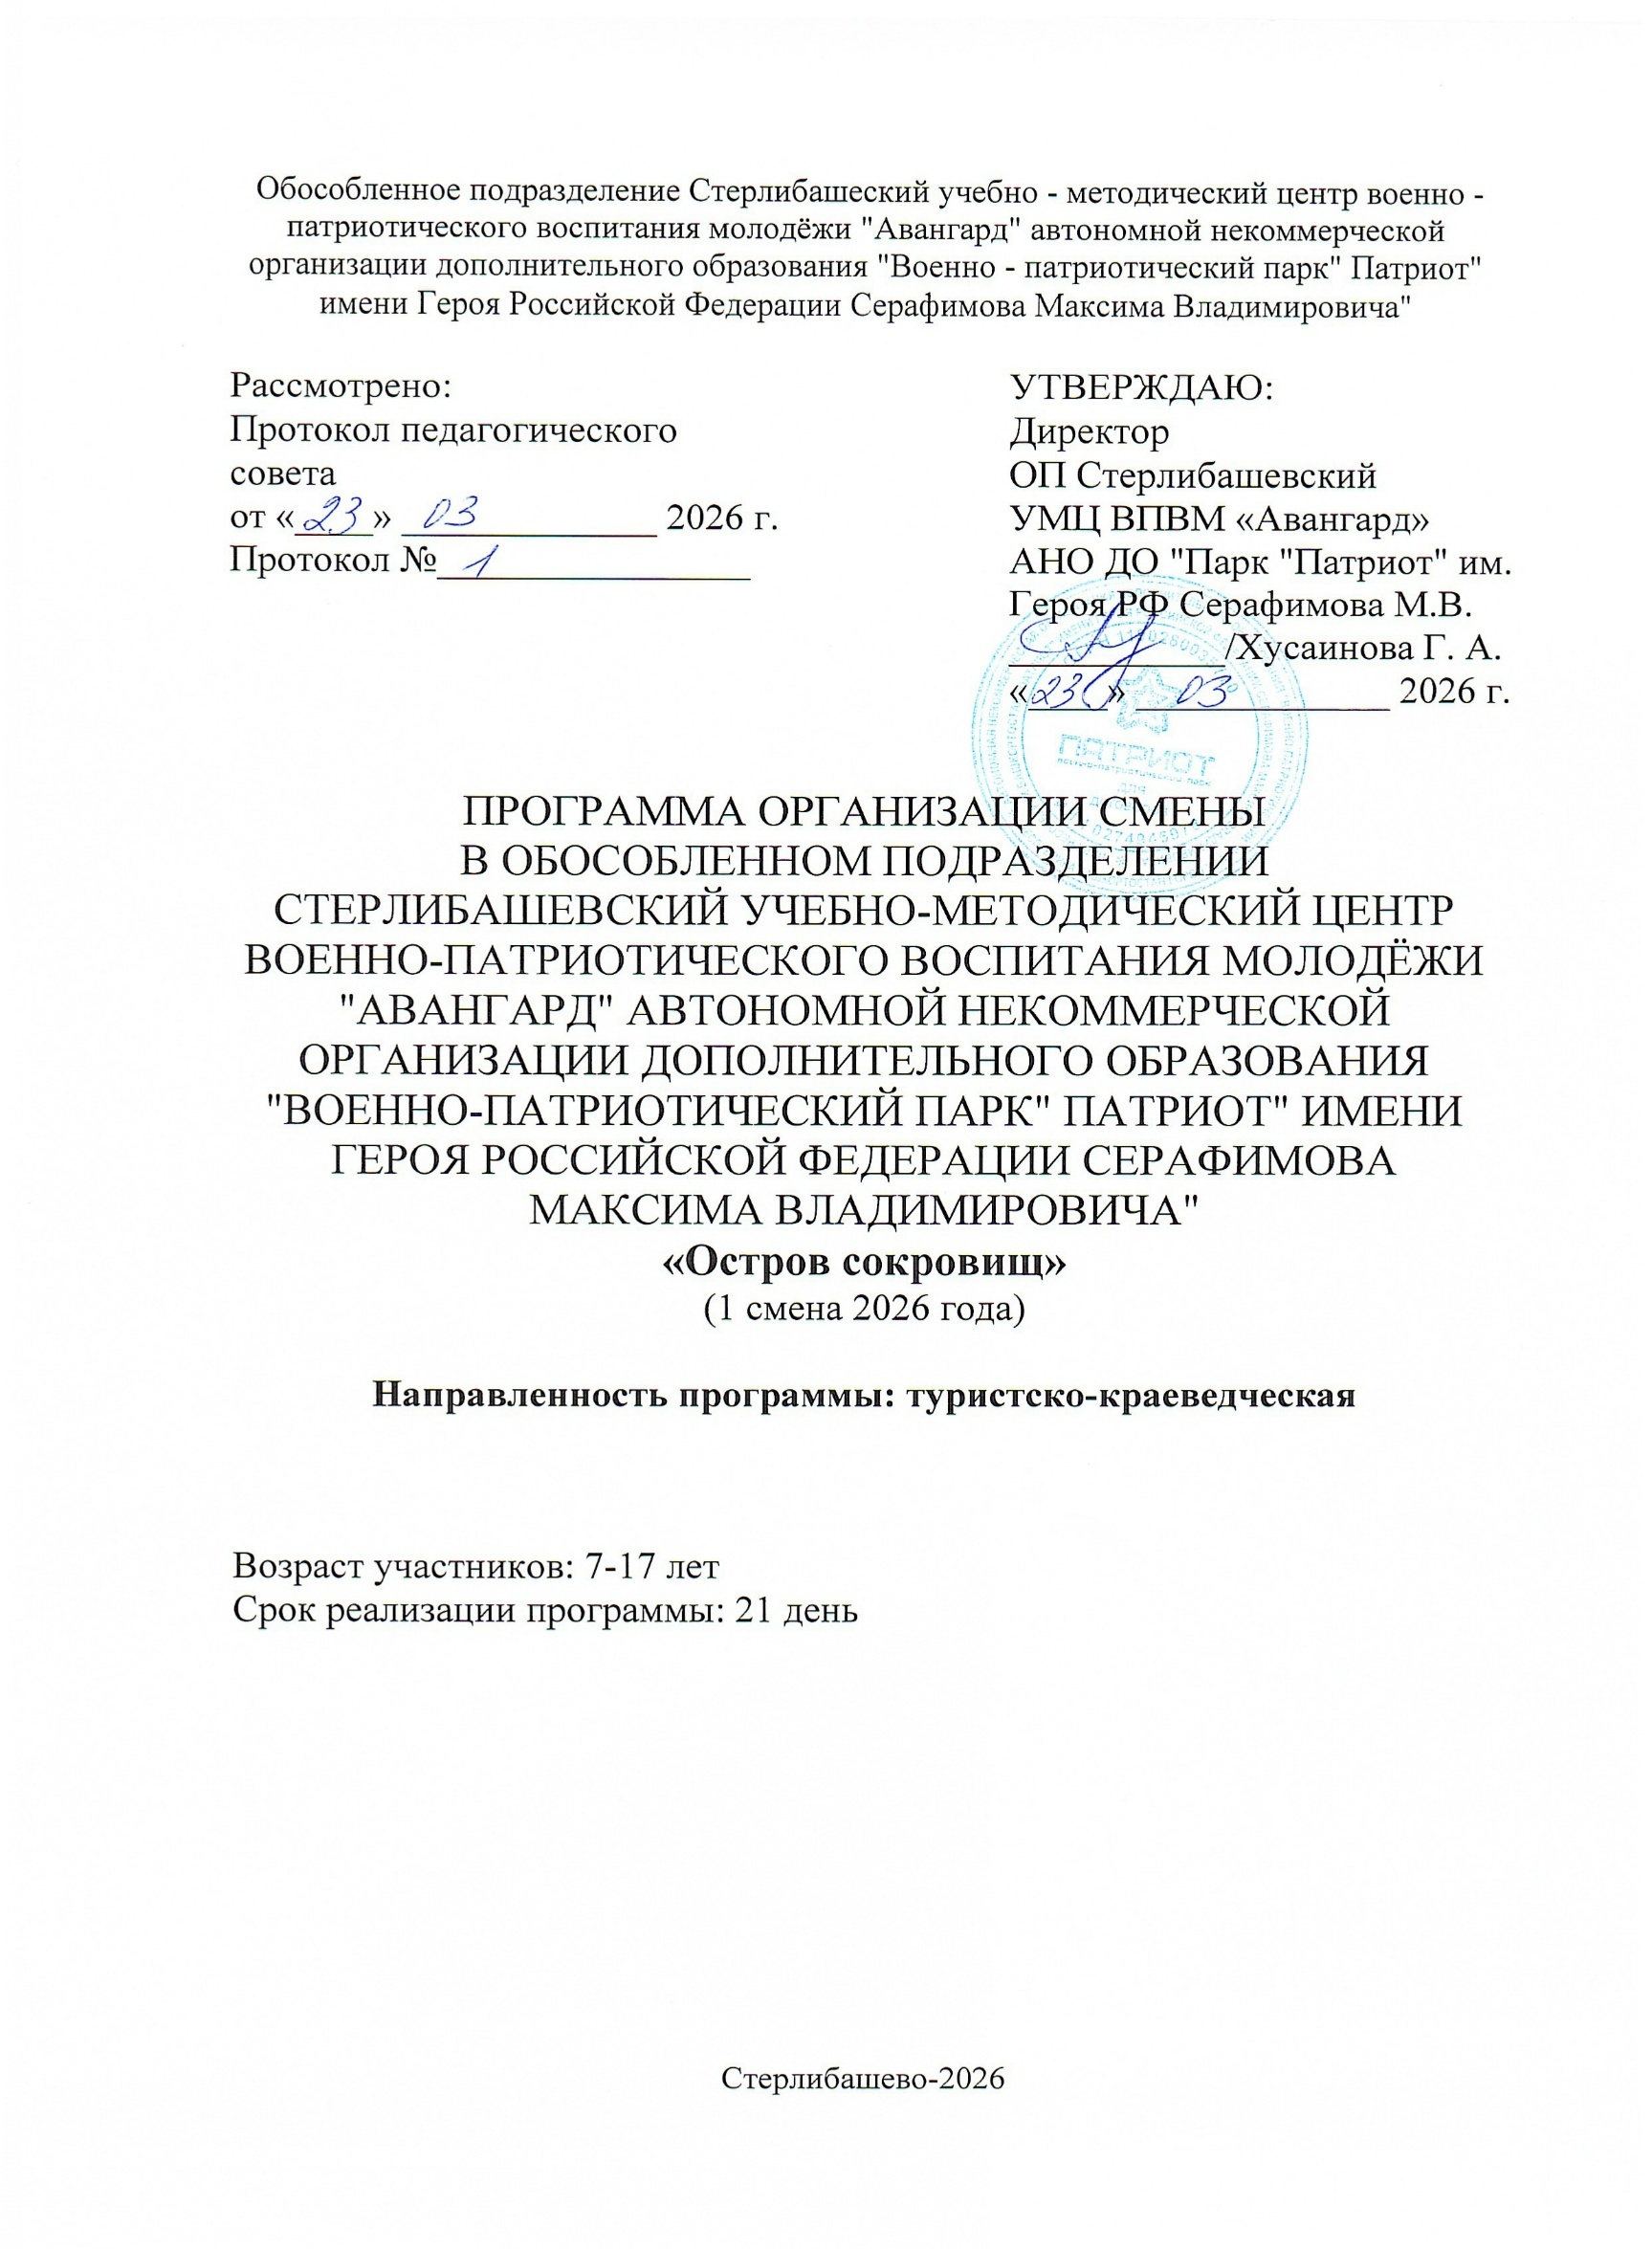 Обособленное подразделение Стерлибашеский учебно - методический центр военно -
патриотического воспитания молодёжи "Авангард" автономной некоммерческой
организации дополнительного образования "Военно - патриотический парк" Патриот"
имени Героя Российской Федерации Серафимова Максима Владимировича"
Рассмотрено:
Протокол педагогического
совета
от «23» 03 2026 г.
Протокол № 1
УТВЕРЖДАЮ:
Директор
ОП Стерлибашевский
УМЦ ВПВМ «Авангард»
АНО ДО "Парк "Патриот" им.
Героя РФ Серафимова М.В.
/Хусаинова Г. А.
«23» 03 2026 г.
ПАТРИОТ
ПРОГРАММА ОРГАНИЗАЦИИ СМЕНЫ
В ОБОСОБЛЕННОМ ПОДРАЗДЕЛЕНИИ
СТЕРЛИБАШЕВСКИЙ УЧЕБНО-МЕТОДИЧЕСКИЙ ЦЕНТР
ВОЕННО-ПАТРИОТИЧЕСКОГО ВОСПИТАНИЯ МОЛОДЁЖИ
"АВАНГАРД" АВТОНОМНОЙ НЕКОММЕРЧЕСКОЙ
ОРГАНИЗАЦИИ ДОПОЛНИТЕЛЬНОГО ОБРАЗОВАНИЯ
"ВОЕННО-ПАТРИОТИЧЕСКИЙ ПАРК" ПАТРИОТ" ИМЕНИ
ГЕРОЯ РОССИЙСКОЙ ФЕДЕРАЦИИ СЕРАФИМОВА
МАКСИМА ВЛАДИМИРОВИЧА"
«Остров сокровищ»
(1 смена 2026 года)
Направленность программы: туристско-краеведческая
Возраст участников: 7-17 лет
Срок реализации программы: 21 день
Стерлибашево-2026